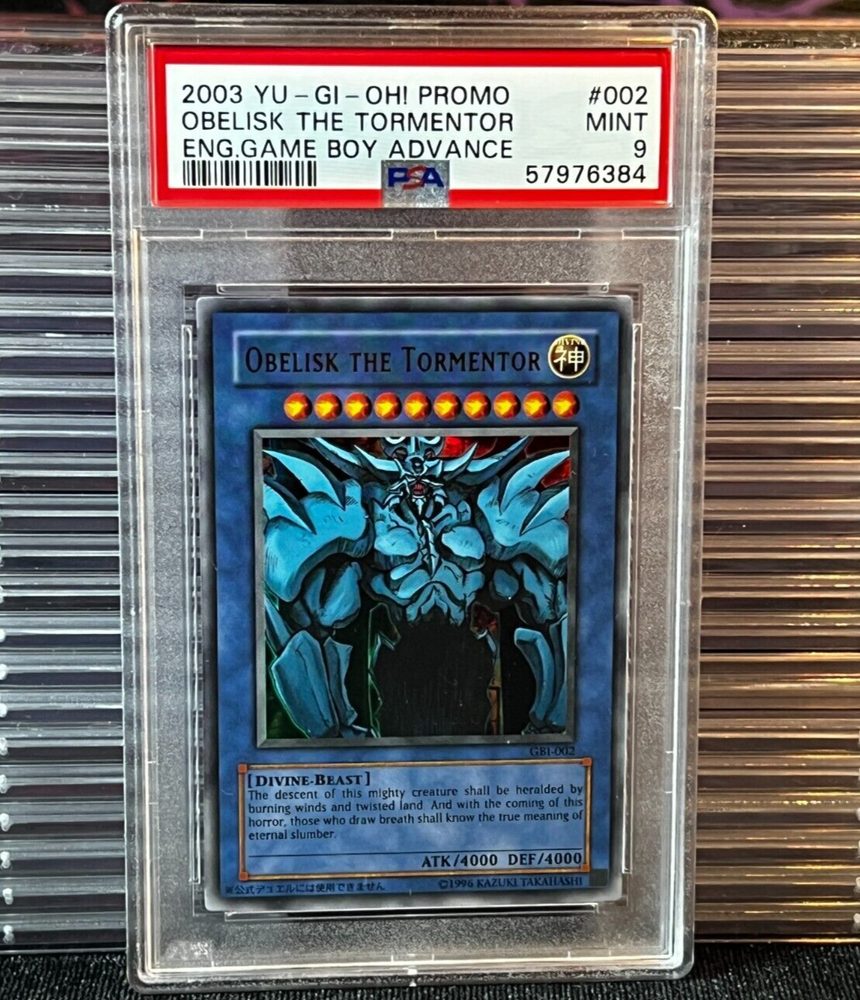 2003 YU-GI-OH! PROMO #002
OBELISK THE TORMENTOR MINT
ENG.GAME BOY ADVANCE 9
PSA 57976384
OBELISK THE TORMENTOR
DIVINE
神
GBI-002
[DIVINE-BEAST]
The descent of this mighty creature shall be heralded by
burning winds and twisted land. And with the coming of this
horror, those who draw breath shall know the true meaning of
eternal slumber.
ATK/4000 DEF/4000
※公式デュエルには使用できません ©1996 KAZUKI TAKAHASHI